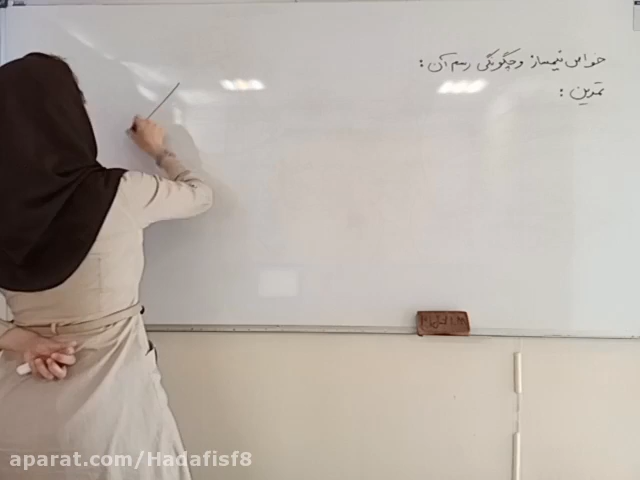 خواص نیمساز و چگونگی رسم آن :
تمرین :
aparat.com/Hadafisf8